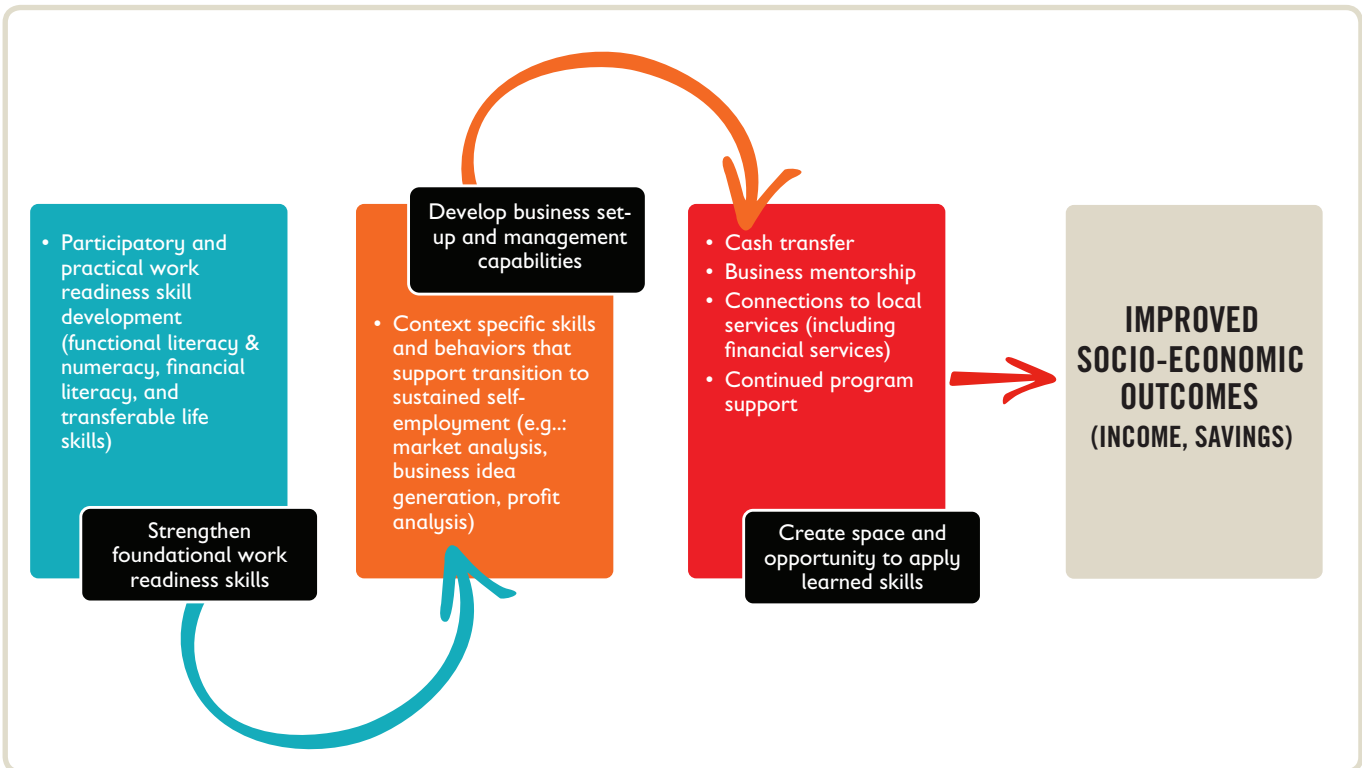 • Participatory and
practical work
readiness skill
development
(functional literacy &
numeracy, financial
literacy, and
transferable life
skills)
Strengthen
foundational work
readiness skills
Develop business set-
up and management
capabilities
• Context specific skills
and behaviors that
support transition to
sustained self-
employment (e.g..:
market analysis,
business idea
generation, profit
analysis)
• Cash transfer
• Business mentorship
• Connections to local
services (including
financial services)
• Continued program
support
Create space and
opportunity to apply
learned skills
IMPROVED
SOCIO-ECONOMIC
OUTCOMES
(INCOME, SAVINGS)